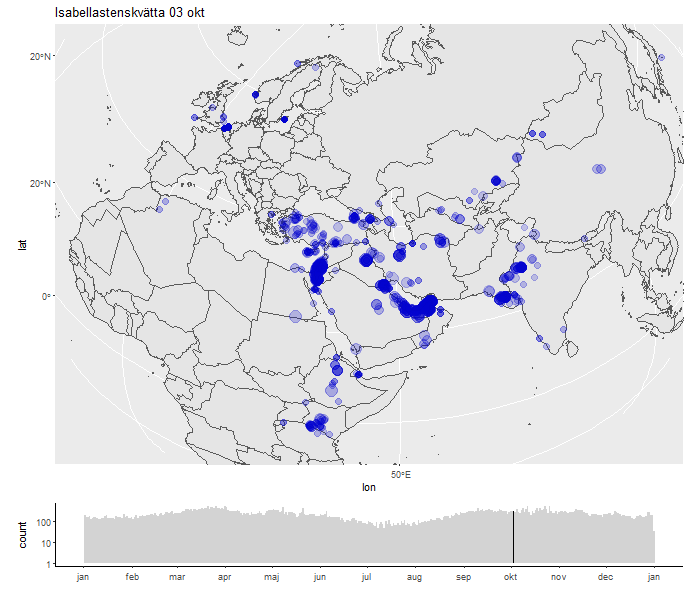 Isabellastenskvätta 03 okt
20°N
20°N
0°
lat
50°E
lon
count
100
10
1
jan feb mar apr maj jun jul aug sep okt nov dec jan